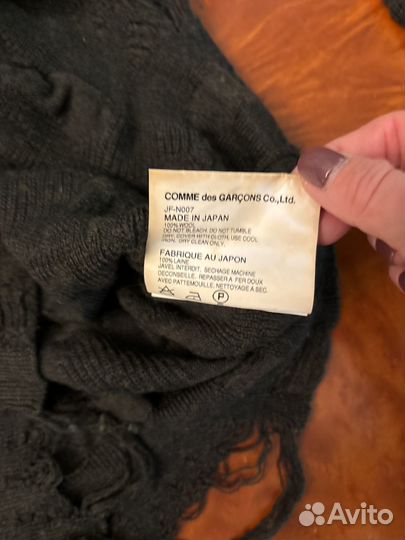 COMME des GARÇONS Co.,Ltd.
JF-N007
MADE IN JAPAN
100% WOOL
DO NOT BLEACH. DO NOT TUMBLE
DRY. COVER WITH CLOTH, USE COOL
IRON. DRY CLEAN ONLY.
FABRIQUE AU JAPON
100% LAINE
JAVEL INTERDIT. SECHAGE MACHINE
DECONSEILLE. REPASSER A FER DOUX
AVEC PATTEMOUILLE. NETTOYAGE A SEC.
P
Avito